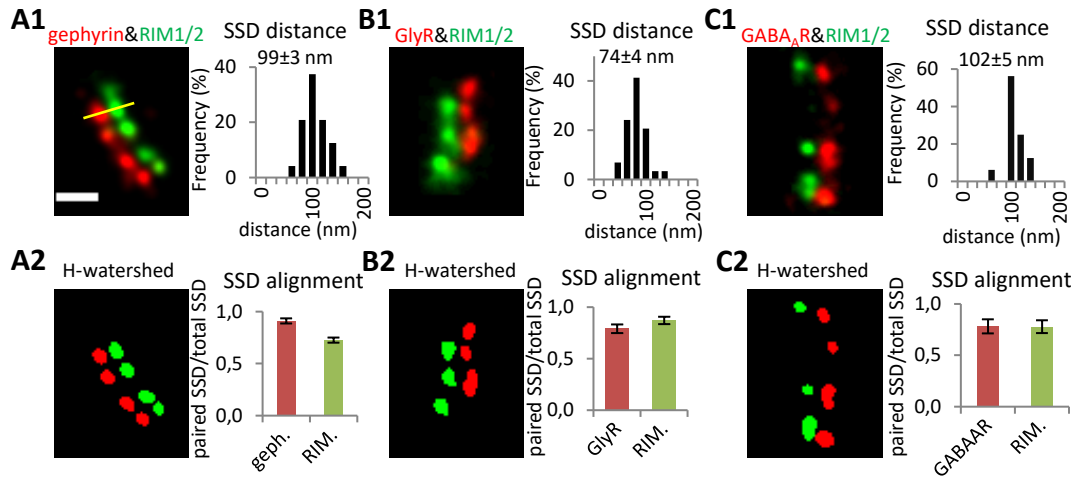 A1
gephyrin&RIM1/2
SSD distance
99±3 nm
Frequency (%)
40
20
0
0
100
200
distance (nm)
B1
GlyR&RIM1/2
SSD distance
74±4 nm
Frequency (%)
40
20
0
0
100
200
distance (nm)
C1
GABAAR&RIM1/2
SSD distance
102±5 nm
Frequency (%)
60
40
20
0
0
100
200
distance (nm)
A2
H-watershed
SSD alignment
paired SSD/total SSD
1,0
0,5
0,0
geph.
RIM.
B2
H-watershed
SSD alignment
paired SSD/total SSD
1,0
0,5
0,0
GlyR
RIM.
C2
H-watershed
SSD alignment
paired SSD/total SSD
1,0
0,5
0,0
GABAAR
RIM.